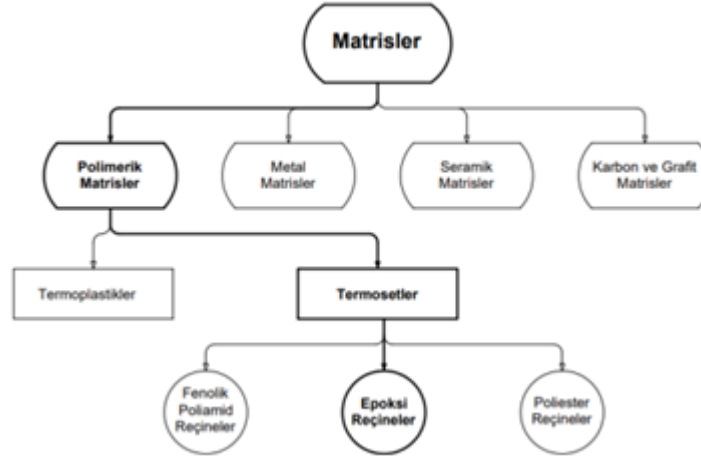 Matrisler
Polimerik
Matrisler
Metal
Matrisler
Seramik
Matrisler
Karbon ve Grafit
Matrisler
Termoplastikler
Termosetler
Fenolik
Poliamid
Reçineler
Epoksi
Reçineler
Poliester
Reçineler